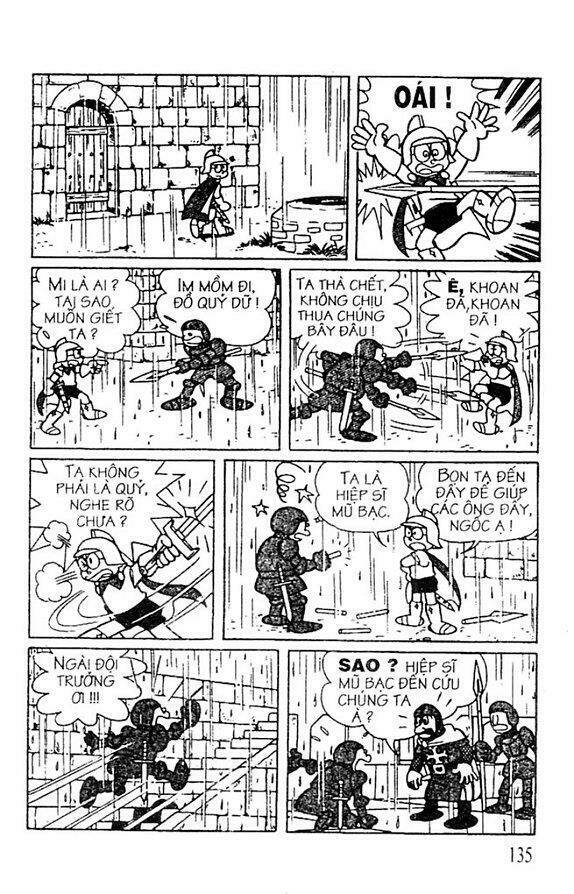 OÁI !
MI LÀ AI ?
TẠI SAO
MUỐN GIẾT
TA ?
IM MỒM ĐI,
ĐỒ QUỶ DỮ !
TA THÀ CHẾT,
KHÔNG CHỊU
THUA CHÚNG
BÂY ĐÂU !
Ê, KHOAN
ĐÃ, KHOAN
ĐÃ !
TA KHÔNG
PHẢI LÀ QUỶ,
NGHE RÕ
CHƯA ?
TA LÀ
HIỆP SĨ
MŨ BẠC.
BỌN TA ĐẾN
ĐÂY ĐỂ GIÚP
CÁC ÔNG ĐẤY,
NGỐC Ạ !
NGÀI ĐỘI
TRƯỞNG
ƠI !!!
SAO ? HIỆP SĨ
MŨ BẠC ĐẾN CỨU
CHÚNG TA
À ?
135